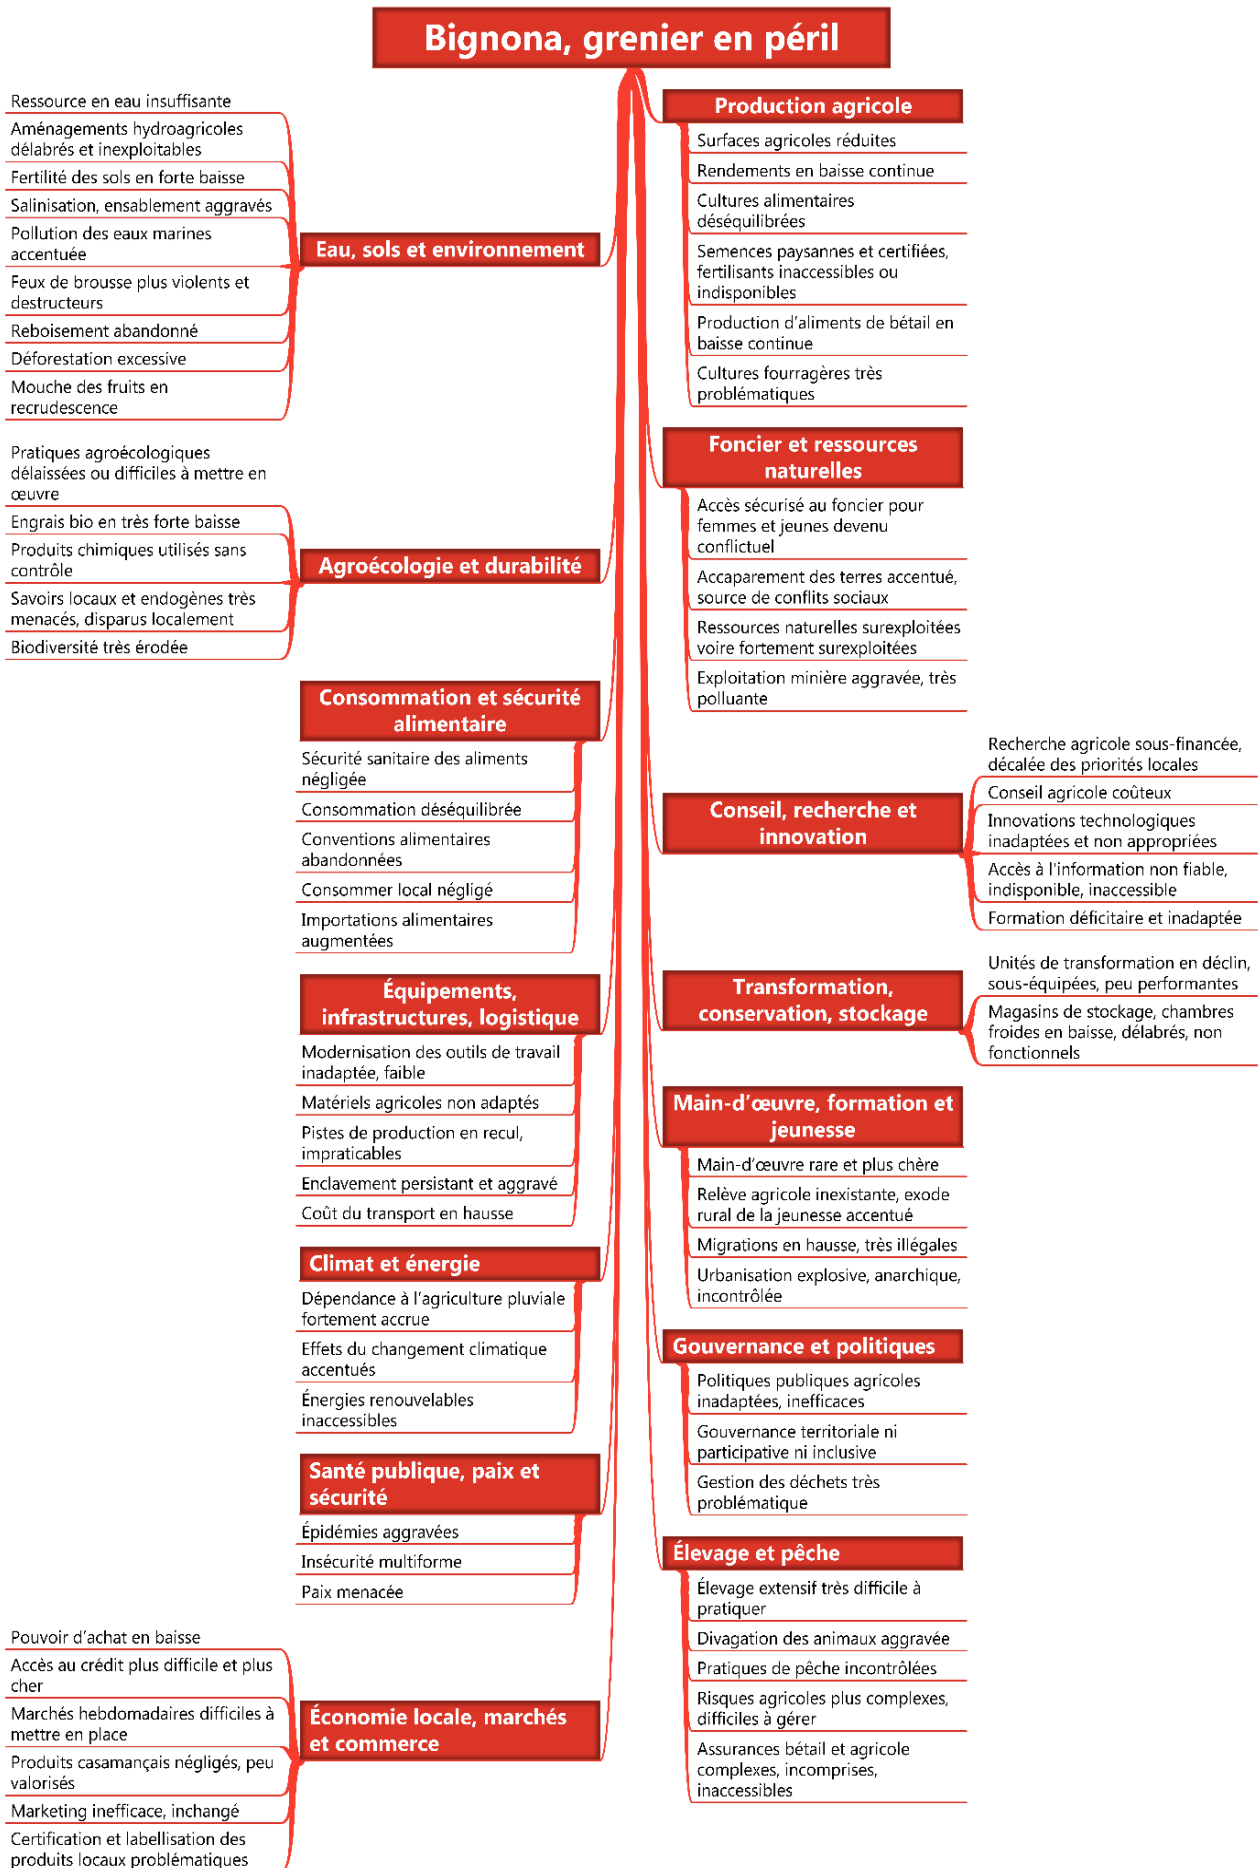 Bignona, grenier en péril
Ressource en eau insuffisante
Aménagements hydroagricoles
délabrés et inexploitables
Fertilité des sols en forte baisse
Salinisation, ensablement aggravés
Pollution des eaux marines
accentuée
Feux de brousse plus violents et
destructeurs
Reboisement abandonné
Déforestation excessive
Mouche des fruits en
recrudescence
Eau, sols et environnement
Pratiques agroécologiques
délaissées ou difficiles à mettre en
œuvre
Engrais bio en très forte baisse
Produits chimiques utilisés sans
contrôle
Savoirs locaux et endogènes très
menacés, disparus localement
Biodiversité très érodée
Agroécologie et durabilité
Consommation et sécurité
alimentaire
Sécurité sanitaire des aliments
négligée
Consommation déséquilibrée
Conventions alimentaires
abandonnées
Consommer local négligé
Importations alimentaires
augmentées
Équipements,
infrastructures, logistique
Modernisation des outils de travail
inadaptée, faible
Matériels agricoles non adaptés
Pistes de production en recul,
impraticables
Enclavement persistant et aggravé
Coût du transport en hausse
Climat et énergie
Dépendance à l'agriculture pluviale
fortement accrue
Effets du changement climatique
accentués
Énergies renouvelables
inaccessibles
Santé publique, paix et
sécurité
Épidémies aggravées
Insécurité multiforme
Paix menacée
Pouvoir d'achat en baisse
Accès au crédit plus difficile et plus
cher
Marchés hebdomadaires difficiles à
mettre en place
Produits casamançais négligés, peu
valorisés
Marketing inefficace, inchangé
Certification et labellisation des
produits locaux problématiques
Économie locale, marchés
et commerce
Production agricole
Surfaces agricoles réduites
Rendements en baisse continue
Cultures alimentaires
déséquilibrées
Semences paysannes et certifiées,
fertilisants inaccessibles ou
indisponibles
Production d'aliments de bétail en
baisse continue
Cultures fourragères très
problématiques
Foncier et ressources
naturelles
Accès sécurisé au foncier pour
femmes et jeunes devenu
conflictuel
Accaparement des terres accentué,
source de conflits sociaux
Ressources naturelles surexploitées
voire fortement surexploitées
Exploitation minière aggravée, très
polluante
Conseil, recherche et
innovation
Recherche agricole sous-financée,
décalée des priorités locales
Conseil agricole coûteux
Innovations technologiques
inadaptées et non appropriées
Accès à l'information non fiable,
indisponible, inaccessible
Formation déficitaire et inadaptée
Transformation,
conservation, stockage
Unités de transformation en déclin,
sous-équipées, peu performantes
Magasins de stockage, chambres
froides en baisse, délabrés, non
fonctionnels
Main-d'œuvre, formation et
jeunesse
Main-d'œuvre rare et plus chère
Relève agricole inexistante, exode
rural de la jeunesse accentué
Migrations en hausse, très illégales
Urbanisation explosive, anarchique,
incontrôlée
Gouvernance et politiques
Politiques publiques agricoles
inadaptées, inefficaces
Gouvernance territoriale ni
participative ni inclusive
Gestion des déchets très
problématique
Élevage et pêche
Élevage extensif très difficile à
pratiquer
Divagation des animaux aggravée
Pratiques de pêche incontrôlées
Risques agricoles plus complexes,
difficiles à gérer
Assurances bétail et agricole
complexes, incomprises,
inaccessibles